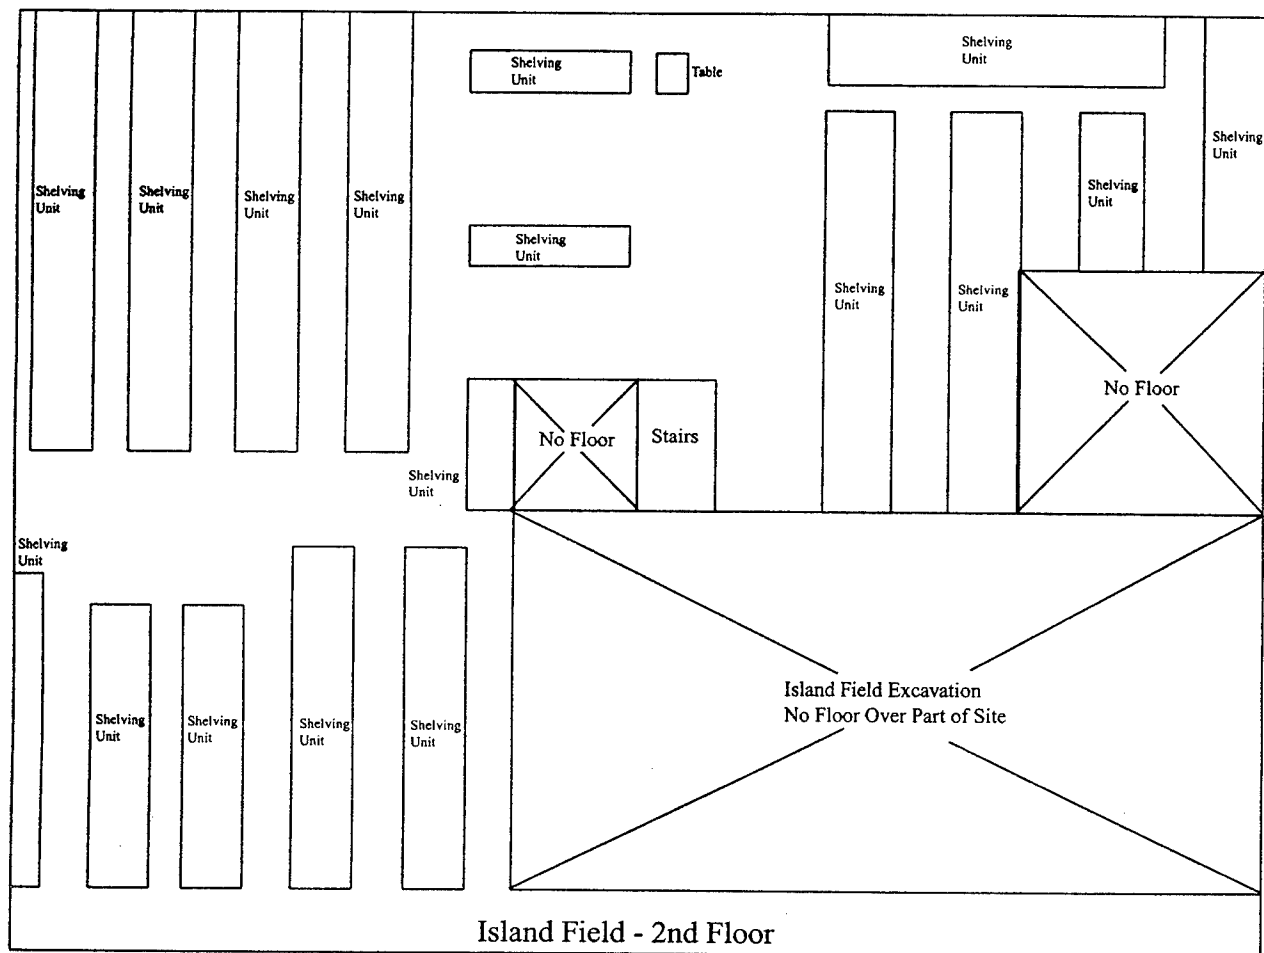 Shelving
Unit
Table
Shelving
Unit
Shelving
Unit
Shelving
Unit
Shelving
Unit
Shelving
Unit
Shelving
Unit
Shelving
Unit
Shelving
Unit
Shelving
Unit
Shelving
Unit
Shelving
Unit
No Floor
No Floor
Stairs
Shelving
Unit
Shelving
Unit
Island Field Excavation
No Floor Over Part of Site
Shelving
Unit
Shelving
Unit
Shelving
Unit
Shelving
Unit
Island Field - 2nd Floor